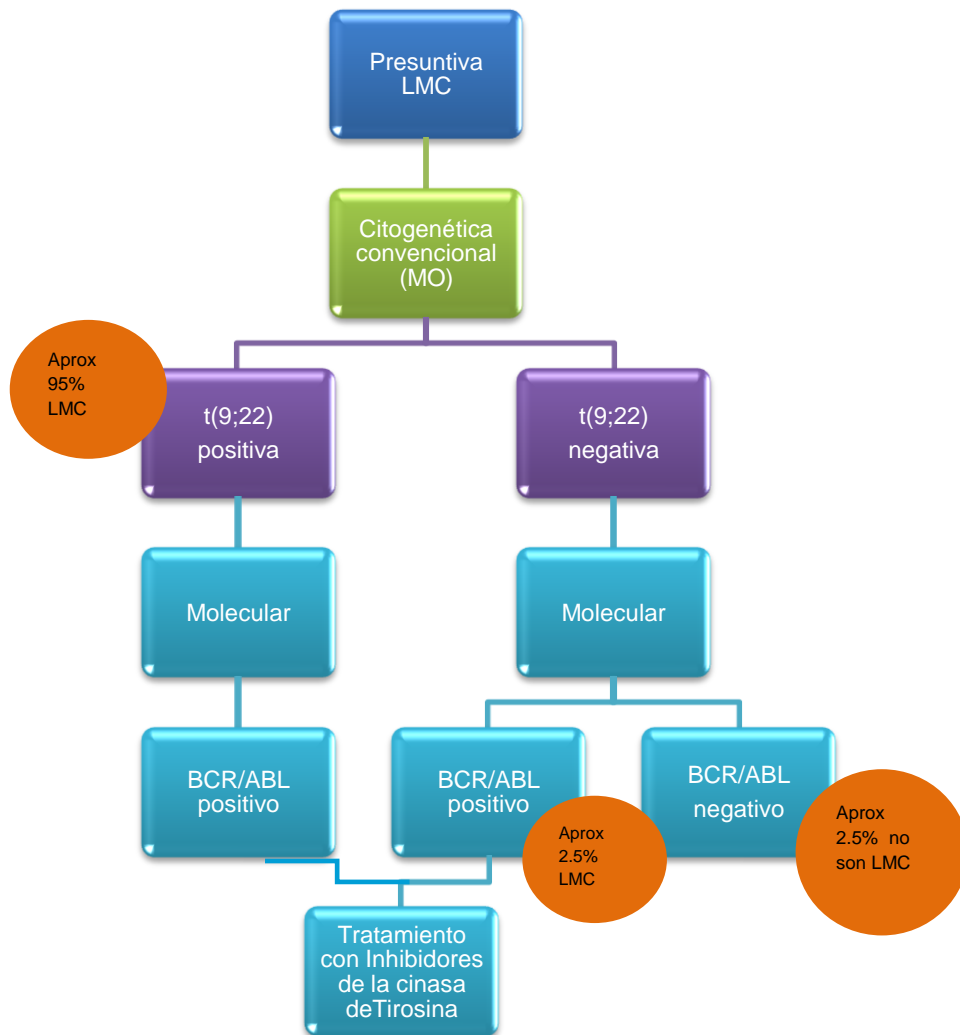 Presuntiva
LMC
Citogenética
convencional
(MO)
Aprox
95%
LMC
t(9;22)
positiva
t(9;22)
negativa
Molecular
Molecular
BCR/ABL
positivo
BCR/ABL
positivo
Aprox
2.5%
LMC
BCR/ABL
negativo
Aprox
2.5% no
son LMC
Tratamiento
con Inhibidores
de la cinasa
deTirosina